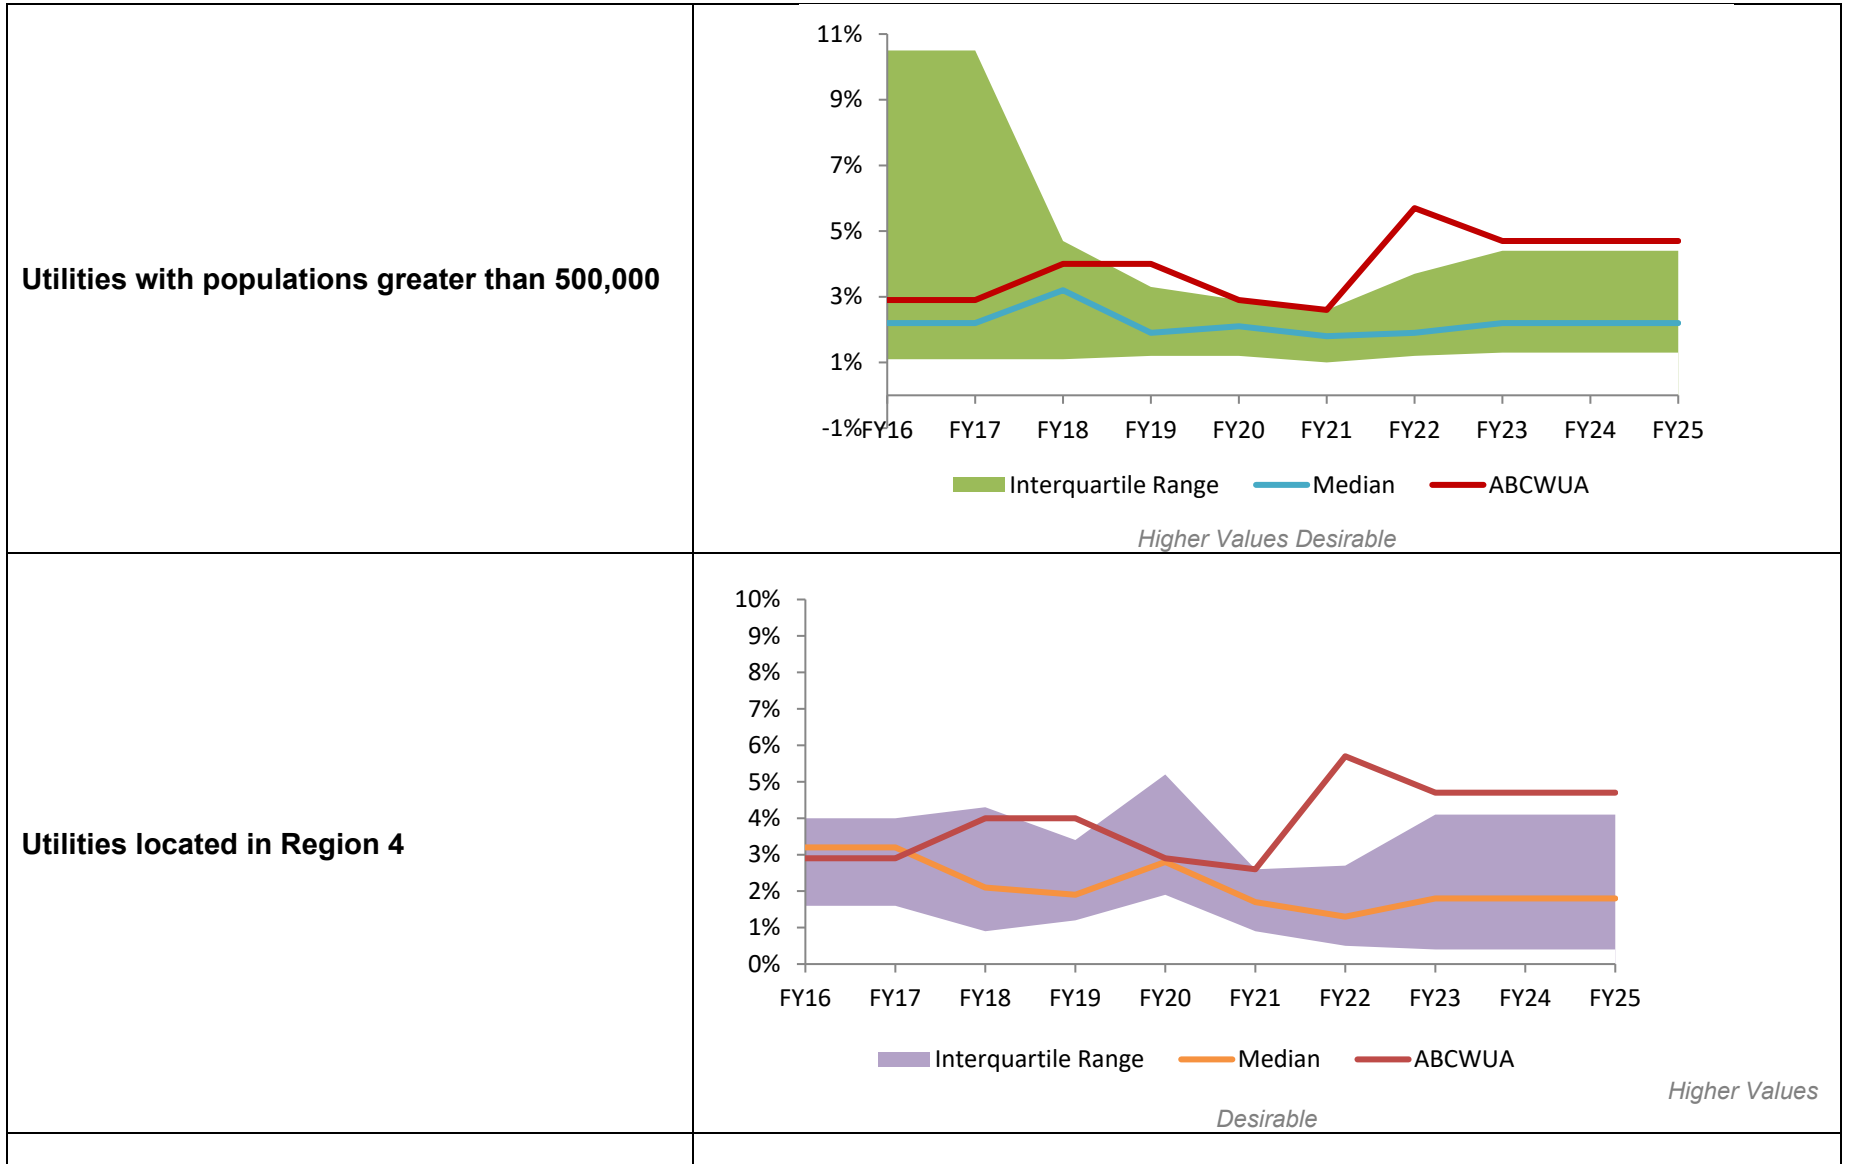 Utilities with populations greater than 500,000
11%
9%
7%
5%
3%
1%
-1%
FY16 FY17 FY18 FY19 FY20 FY21 FY22 FY23 FY24 FY25
Interquartile Range Median ABCWUA
Higher Values Desirable
Utilities located in Region 4
10%
9%
8%
7%
6%
5%
4%
3%
2%
1%
0%
FY16 FY17 FY18 FY19 FY20 FY21 FY22 FY23 FY24 FY25
Interquartile Range Median ABCWUA
Higher Values
Desirable